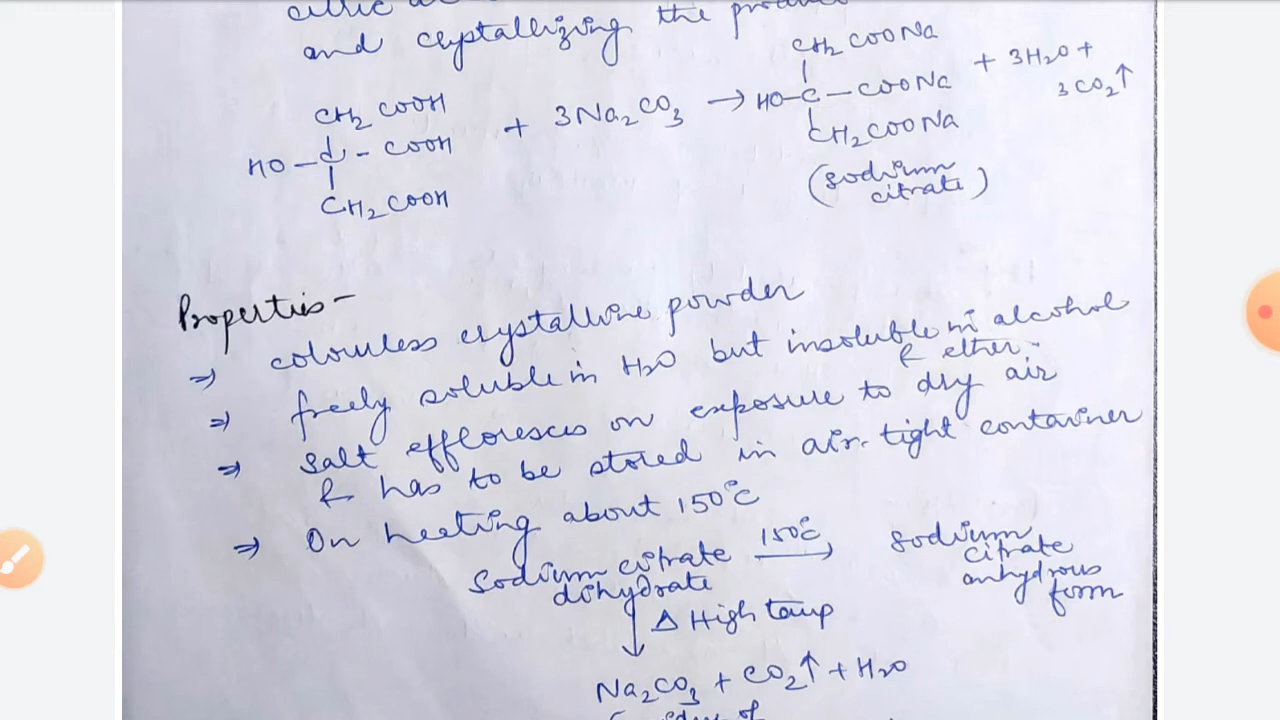 citric
and crystallizing the product
CH2 COONa
HO-C-COONa + 3H2O +
3CO2↑
CH2COONa
(sodium
citrate)
CH2 COOH
HO-C-COOH + 3Na2CO3 →
CH2COOH
Properties-
⇒ colourless crystalline powder
⇒ freely soluble in H2O but insoluble in alcohol
& ether.
⇒ Salt effloresces on exposure to dry air
& has to be stored in air-tight container
⇒ On heating about 150°C
Sodium citrate 150°C → sodium
dihydrate citrate
anhydrous
form
↓ Δ High temp
Na2CO3 + CO2↑ + H2O
of